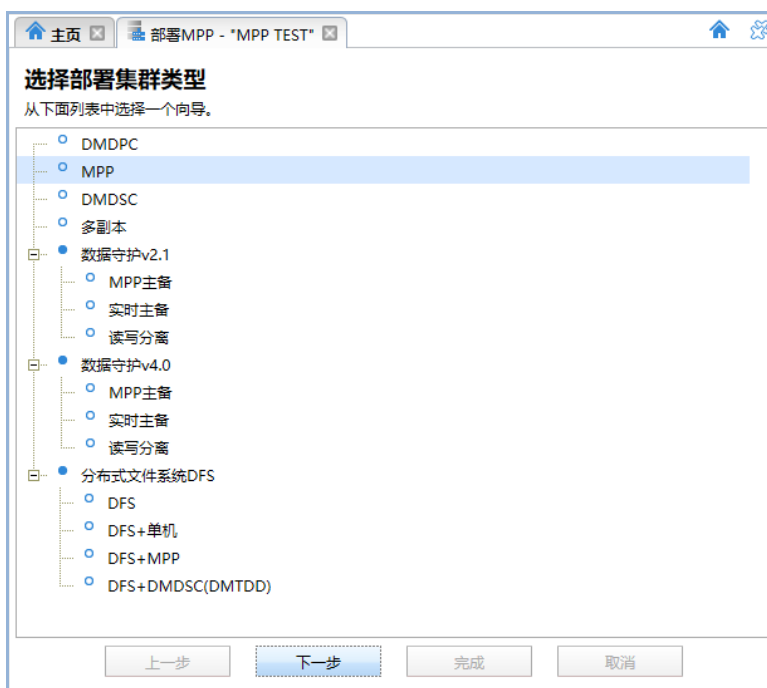 主页 部署MPP - "MPP TEST"
选择部署集群类型
从下面列表中选择一个向导。
DMDPC
MPP
DMDSC
多副本
数据守护v2.1
MPP主备
实时主备
读写分离
数据守护v4.0
MPP主备
实时主备
读写分离
分布式文件系统DFS
DFS
DFS+单机
DFS+MPP
DFS+DMDSC(DMTDD)
上一步 下一步 完成 取消